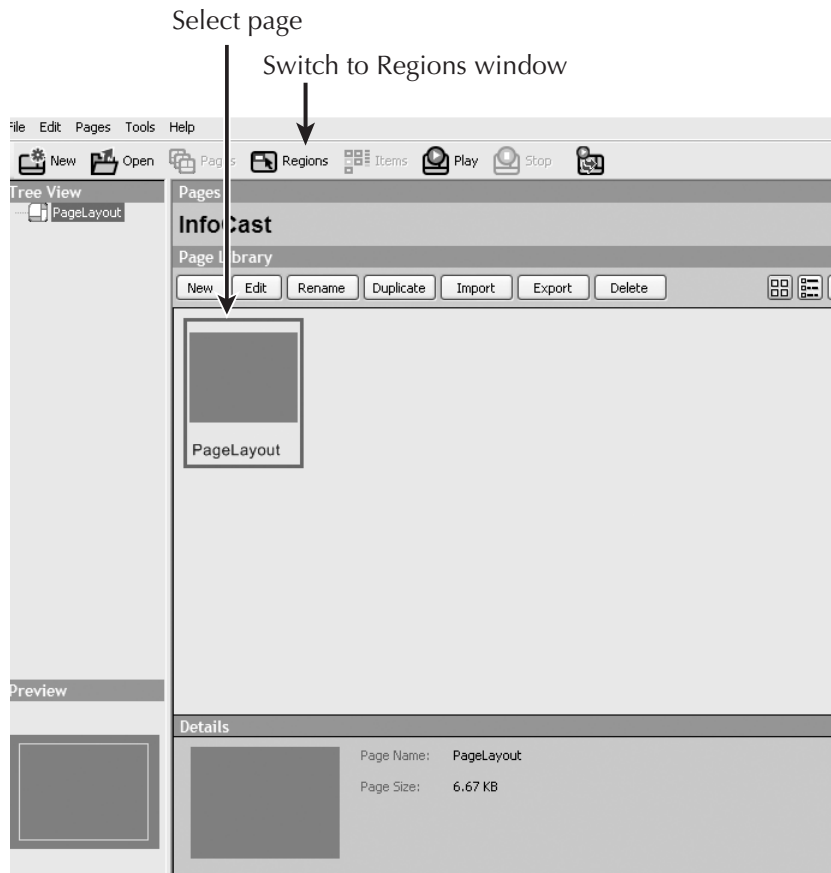 Select page
Switch to Regions window
File Edit Pages Tools Help
New Open Pages Regions Items Play Stop
Tree View
PageLayout
Pages
InfoCast
Page Library
New Edit Rename Duplicate Import Export Delete
PageLayout
Preview
Details
Page Name: PageLayout
Page Size: 6.67 KB